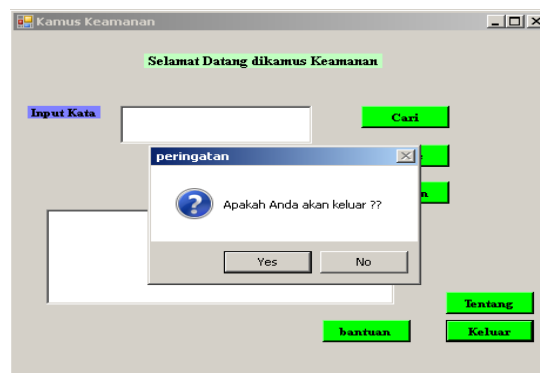 Kamus Keamanan
Selamat Datang dikamus Keamanan
Input Kata
Cari
peringatan
Apakah Anda akan keluar ??
Yes
No
Tentang
bantuan
Keluar